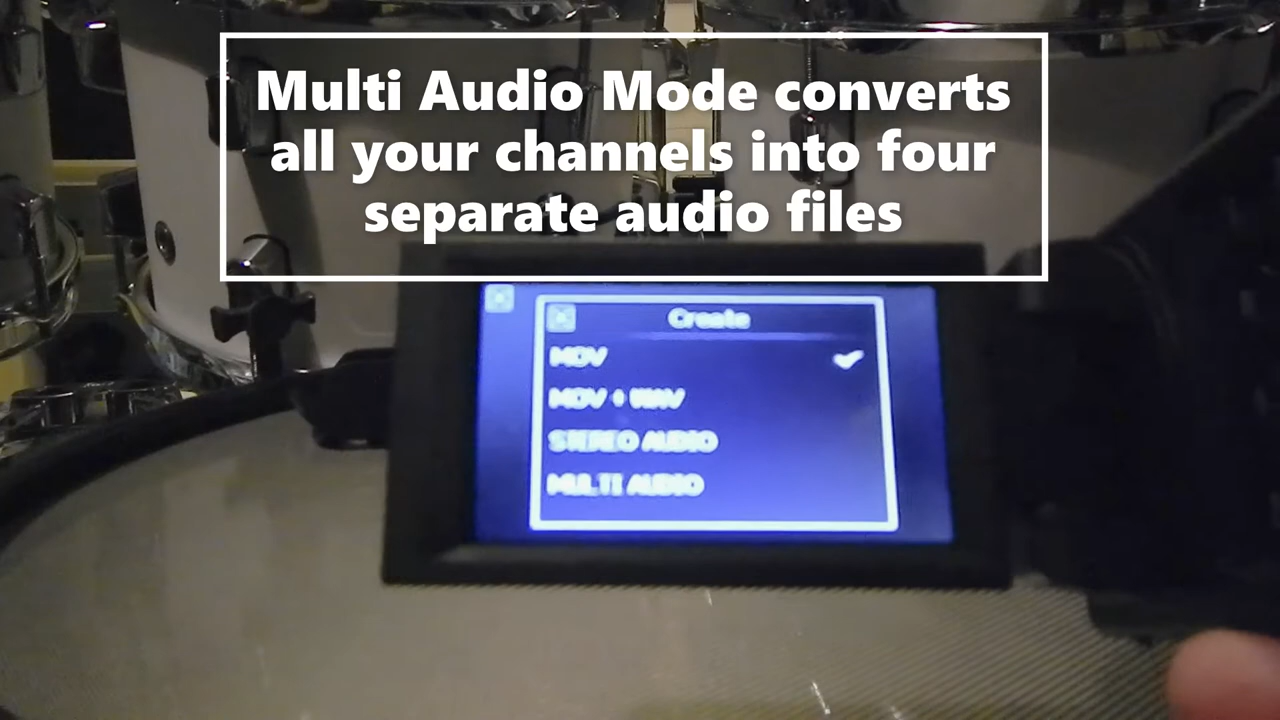 Multi Audio Mode converts
all your channels into four
separate audio files
Create
MOV
MOV + WAV
STEREO AUDIO
MULTI AUDIO